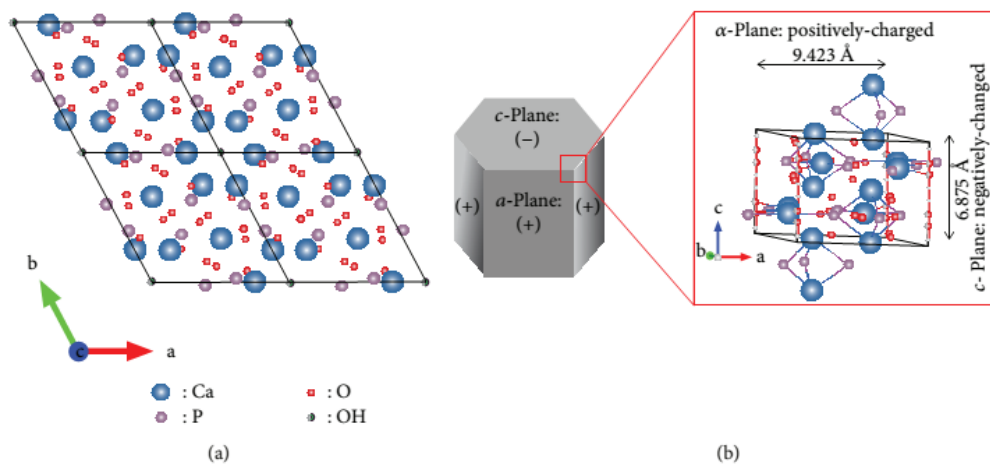 b
c
a
: Ca
: O
: P
: OH
(a)
c-Plane:
(−)
(+)
a-Plane:
(+)
(+)
α-Plane: positively-charged
9.423 Å
6.875 Å
c- Plane: negatively-changed
c
b
a
(b)